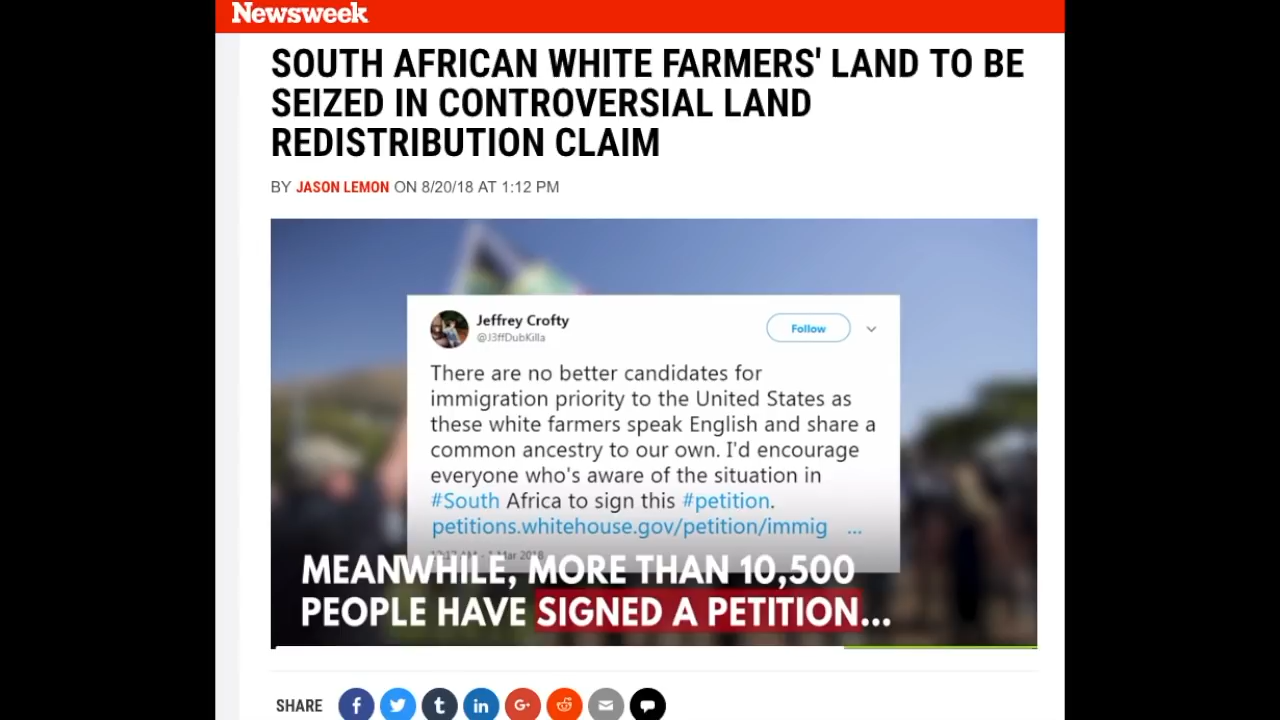 Newsweek
SOUTH AFRICAN WHITE FARMERS' LAND TO BE
SEIZED IN CONTROVERSIAL LAND
REDISTRIBUTION CLAIM
BY JASON LEMON ON 8/20/18 AT 1:12 PM
Jeffrey Crofty
@J3ffDubKilla
Follow
There are no better candidates for
immigration priority to the United States as
these white farmers speak English and share a
common ancestry to our own. I'd encourage
everyone who's aware of the situation in
#South Africa to sign this #petition.
petitions.whitehouse.gov/petition/immig ...
Mar 2018
MEANWHILE, MORE THAN 10,500
PEOPLE HAVE SIGNED A PETITION...
SHARE